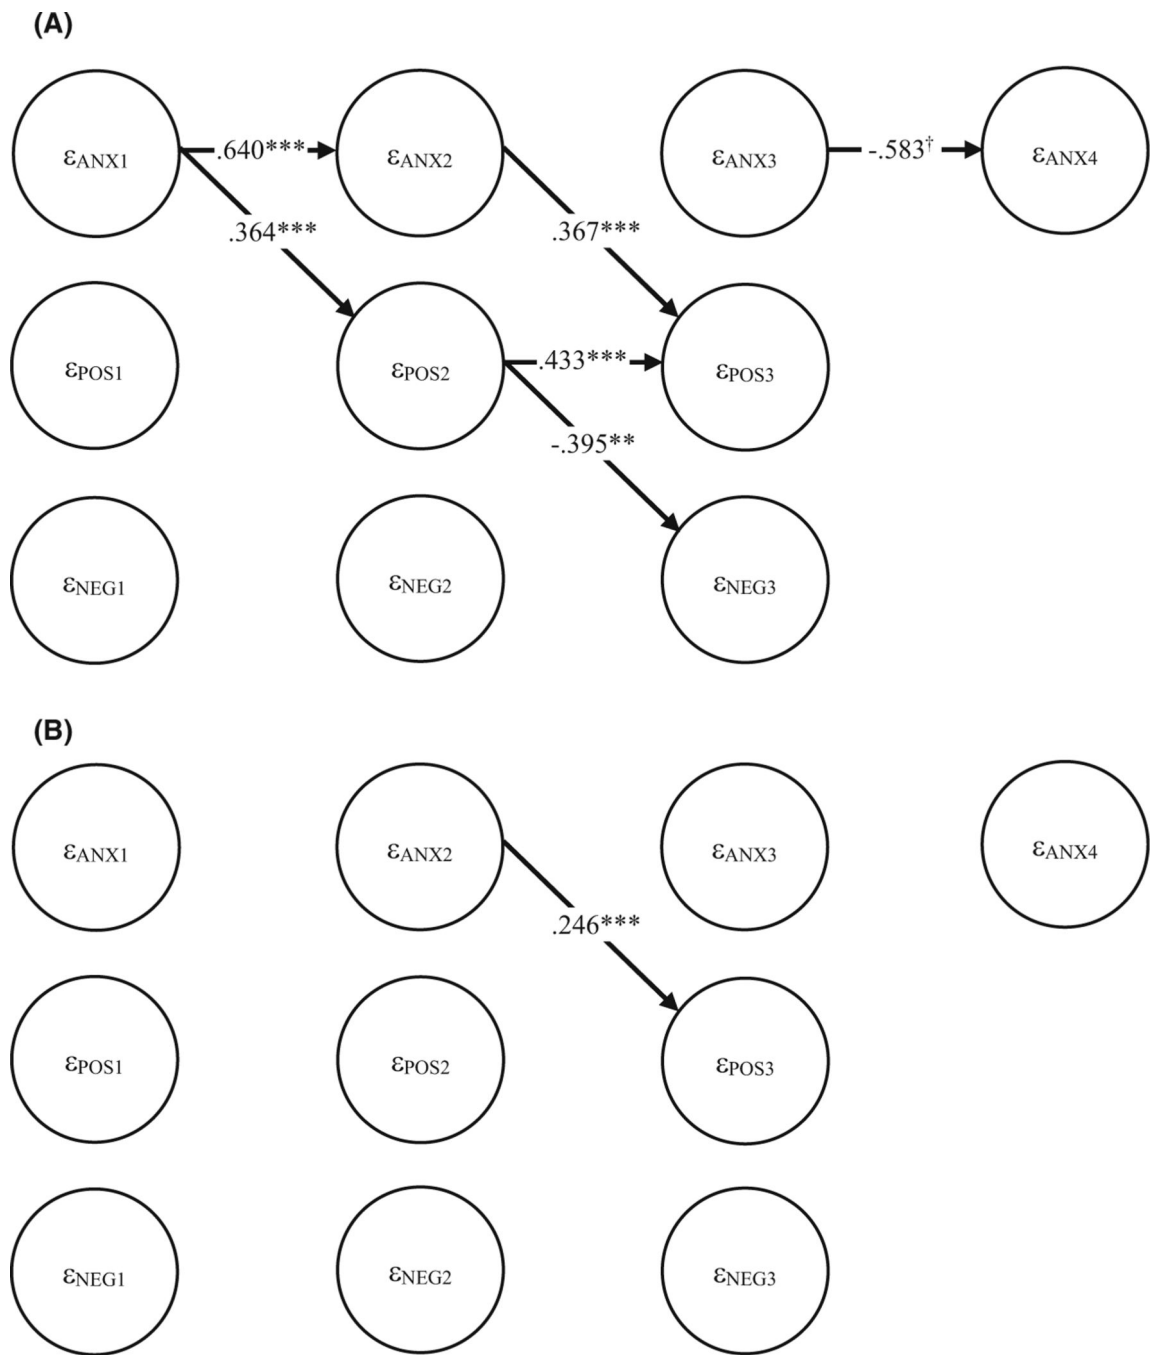 (A)
εANX1 .640*** εANX2 εANX3 -.583† εANX4
.364*** .367***
εPOS1 εPOS2 .433*** εPOS3
-.395**
εNEG1 εNEG2 εNEG3
(B)
εANX1 εANX2 εANX3 εANX4
.246***
εPOS1 εPOS2 εPOS3
εNEG1 εNEG2 εNEG3